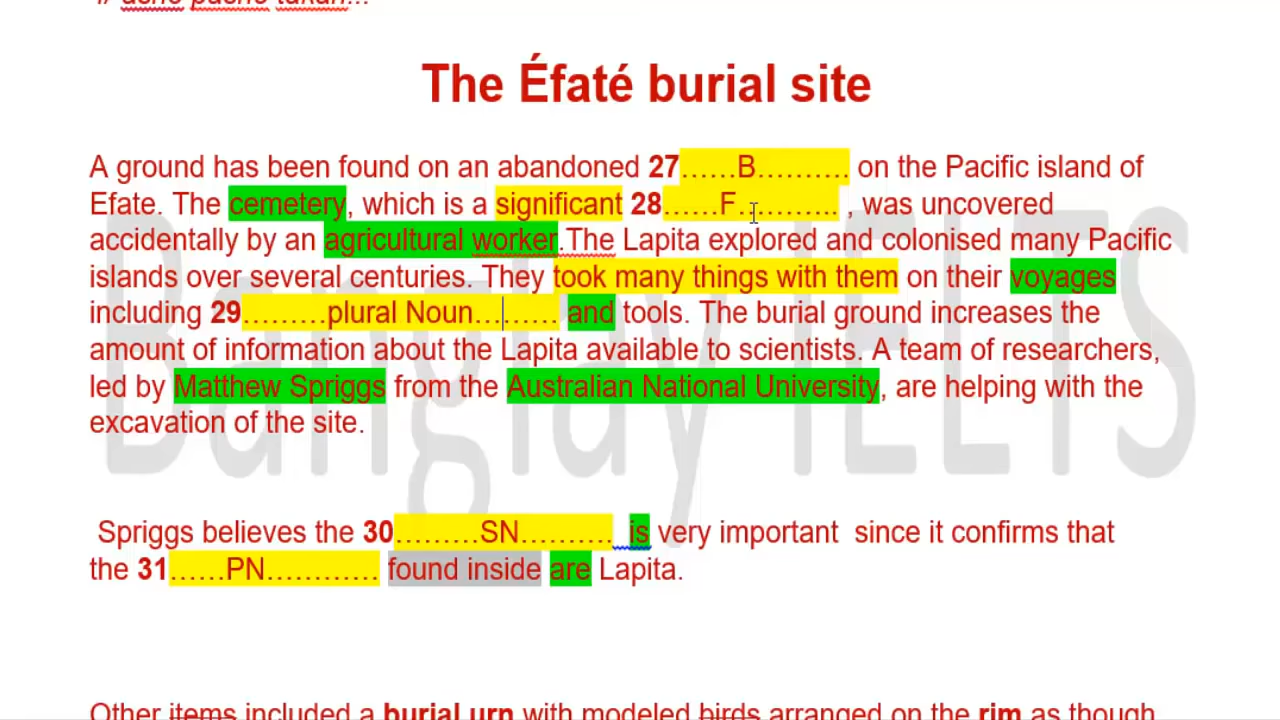 The Éfaté burial site
A ground has been found on an abandoned 27……B………. on the Pacific island of
Efate. The cemetery, which is a significant 28……F……….. , was uncovered
accidentally by an agricultural worker.The Lapita explored and colonised many Pacific
islands over several centuries. They took many things with them on their voyages
including 29………plural Noun……… and tools. The burial ground increases the
amount of information about the Lapita available to scientists. A team of researchers,
led by Matthew Spriggs from the Australian National University, are helping with the
excavation of the site.
Banglay IELTS
Spriggs believes the 30………SN………. is very important since it confirms that
the 31……PN………… found inside are Lapita.
Other items included a burial urn with modeled birds arranged on the rim as though